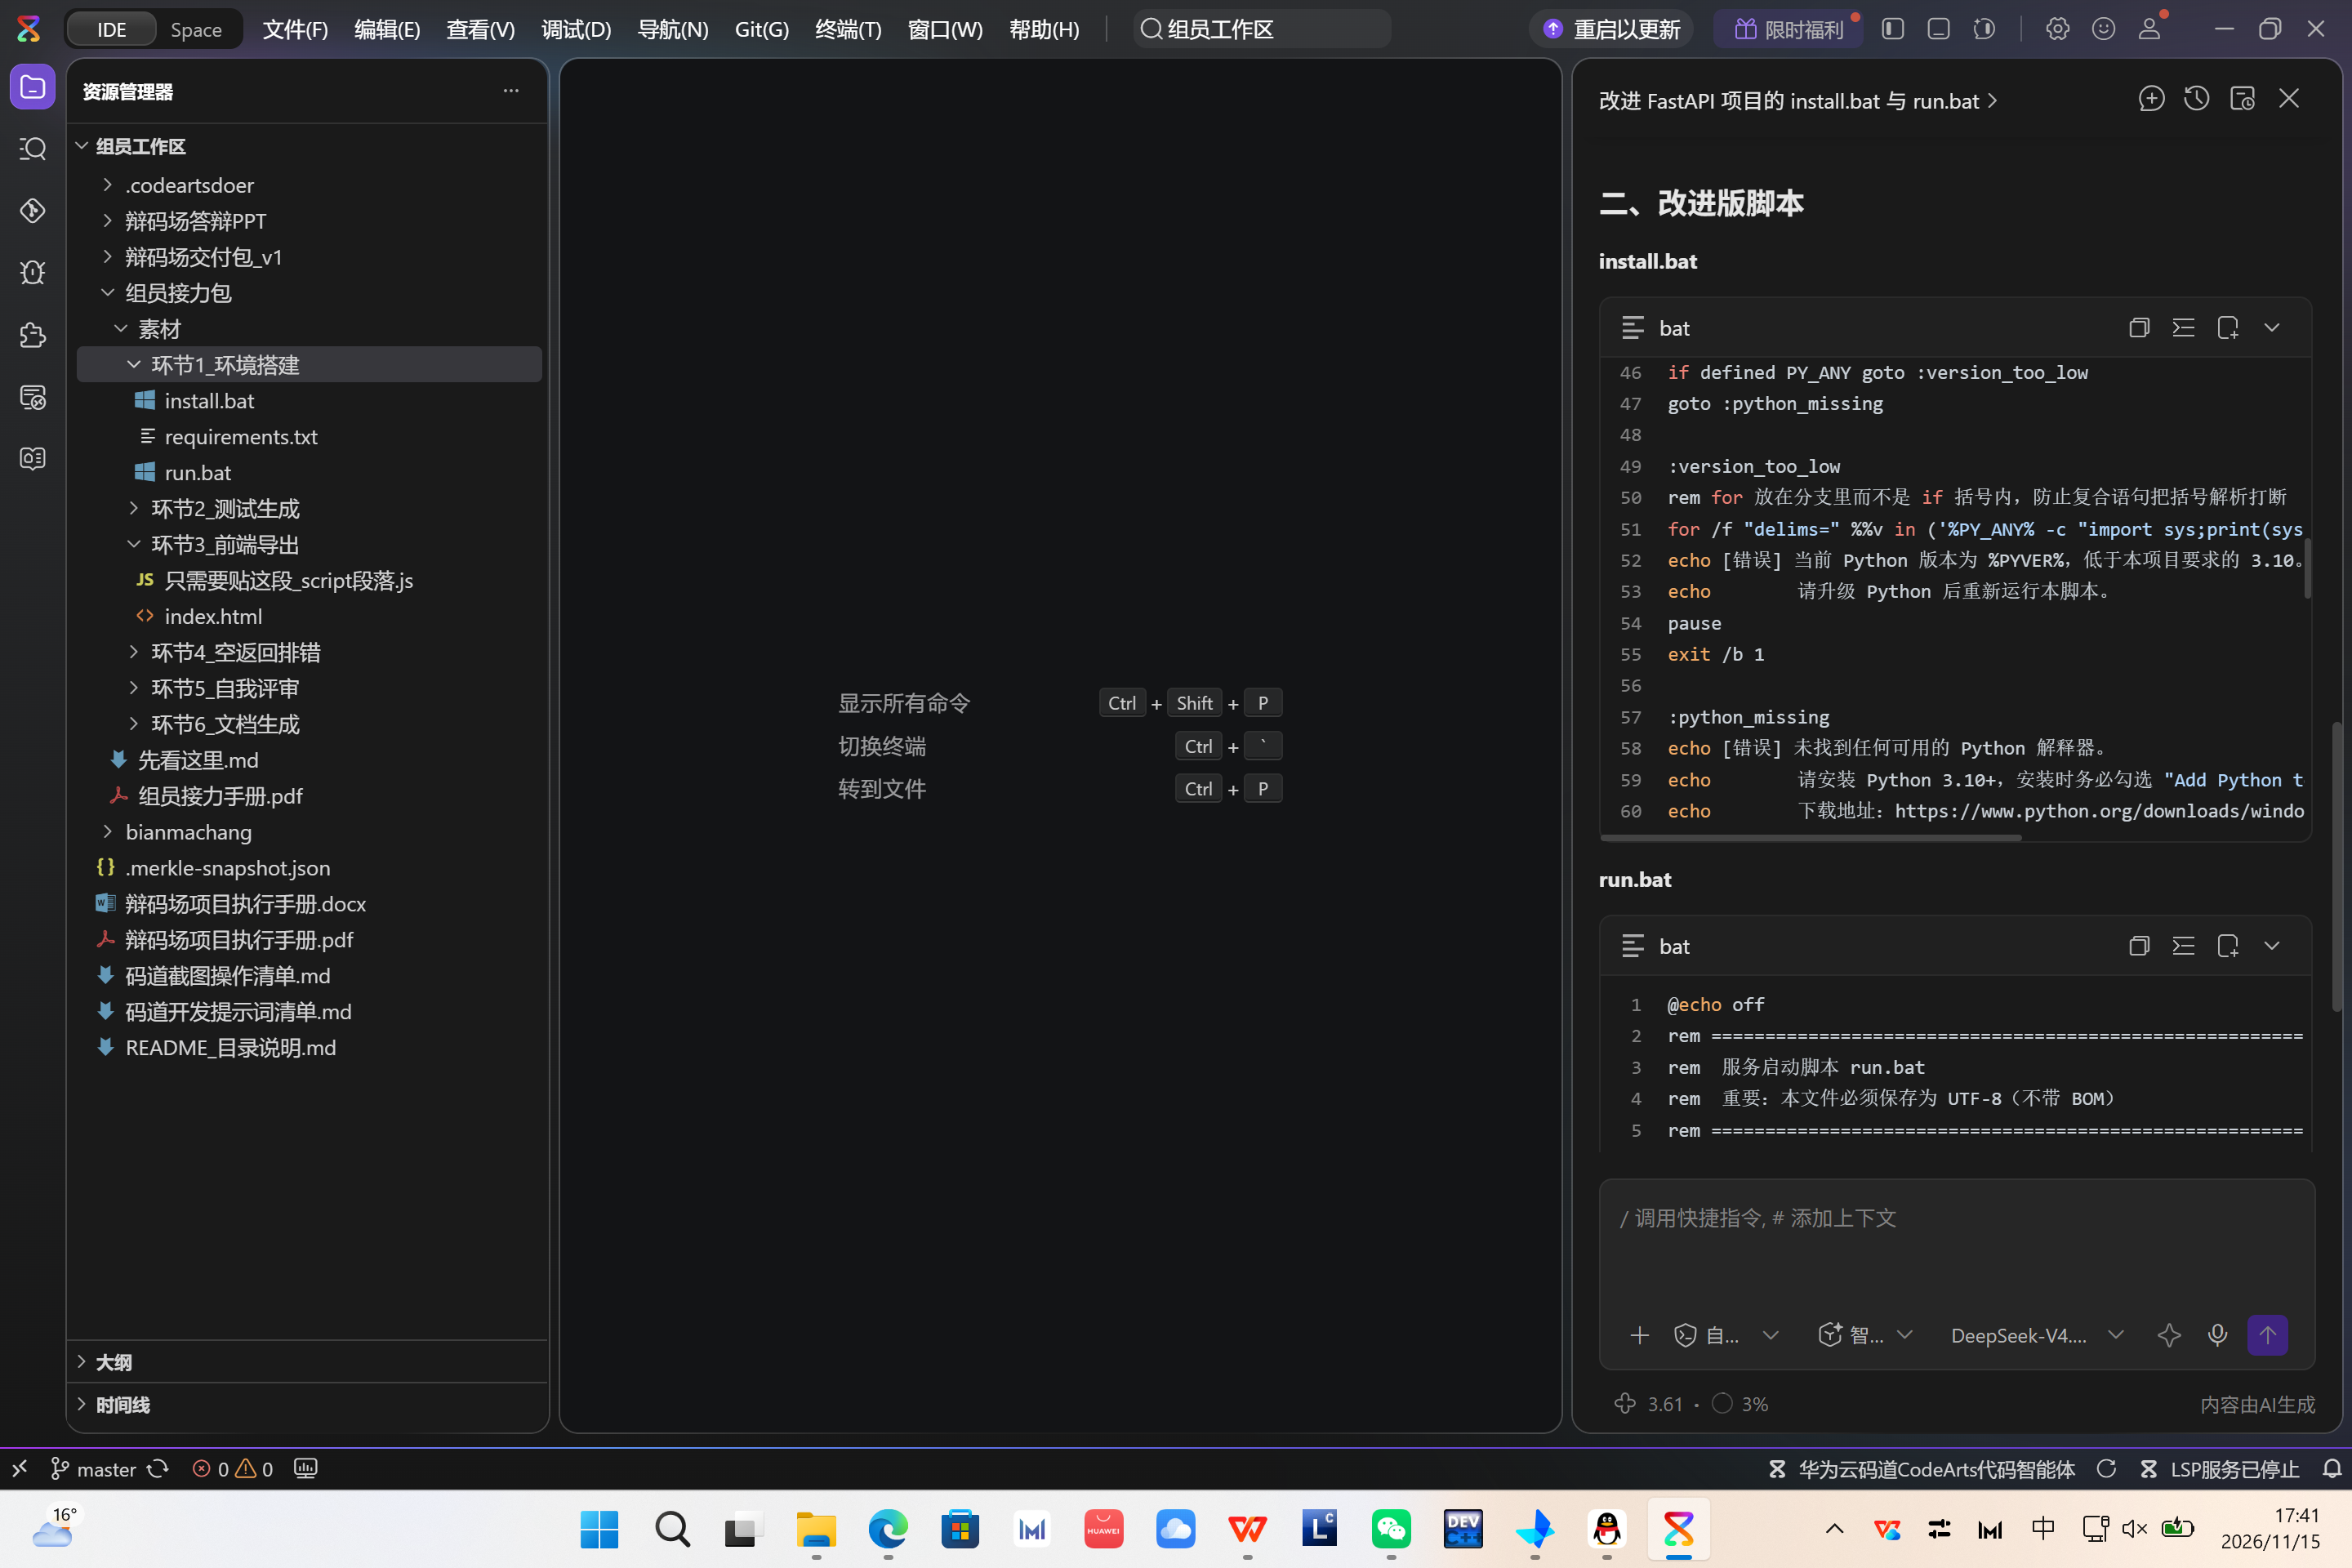 IDE
Space
文件(F)
编辑(E)
查看(V)
调试(D)
导航(N)
Git(G)
终端(T)
窗口(W)
帮助(H)
组员工作区
重启以更新
限时福利
资源管理器
组员工作区
.codeartsdoer
辩码场答辩PPT
辩码场交付包_v1
组员接力包
素材
环节1_环境搭建
install.bat
requirements.txt
run.bat
环节2_测试生成
环节3_前端导出
JS 只需要贴这段_script段落.js
index.html
环节4_空返回排错
环节5_自我评审
环节6_文档生成
先看这里.md
组员接力手册.pdf
bianmachang
{} .merkle-snapshot.json
辩码场项目执行手册.docx
辩码场项目执行手册.pdf
码道截图操作清单.md
码道开发提示词清单.md
README_目录说明.md
大纲
时间线
显示所有命令 Ctrl + Shift + P
切换终端 Ctrl + `
转到文件 Ctrl + P
改进 FastAPI 项目的 install.bat 与 run.bat
二、改进版脚本
install.bat
bat
46 if defined PY_ANY goto :version_too_low
47 goto :python_missing
48
49 :version_too_low
50 rem for 放在分支里而不是 if 括号内，防止复合语句把括号解析打断
51 for /f "delims=" %%v in ('%PY_ANY% -c "import sys;print(sys
52 echo [错误] 当前 Python 版本为 %PYVER%，低于本项目要求的 3.10。
53 echo 请升级 Python 后重新运行本脚本。
54 pause
55 exit /b 1
56
57 :python_missing
58 echo [错误] 未找到任何可用的 Python 解释器。
59 echo 请安装 Python 3.10+，安装时务必勾选 "Add Python t
60 echo 下载地址：https://www.python.org/downloads/windo
run.bat
bat
1 @echo off
2 rem =======================================================
3 rem 服务启动脚本 run.bat
4 rem 重要：本文件必须保存为 UTF-8（不带 BOM）
5 rem =======================================================
/ 调用快捷指令, # 添加上下文
自...
智...
DeepSeek-V4....
3.61 · 3%
内容由AI生成
master
0
0
华为云码道CodeArts代码智能体
LSP服务已停止
16°
HUAWEI
LC
DEV C++
中
17:41
2026/11/15